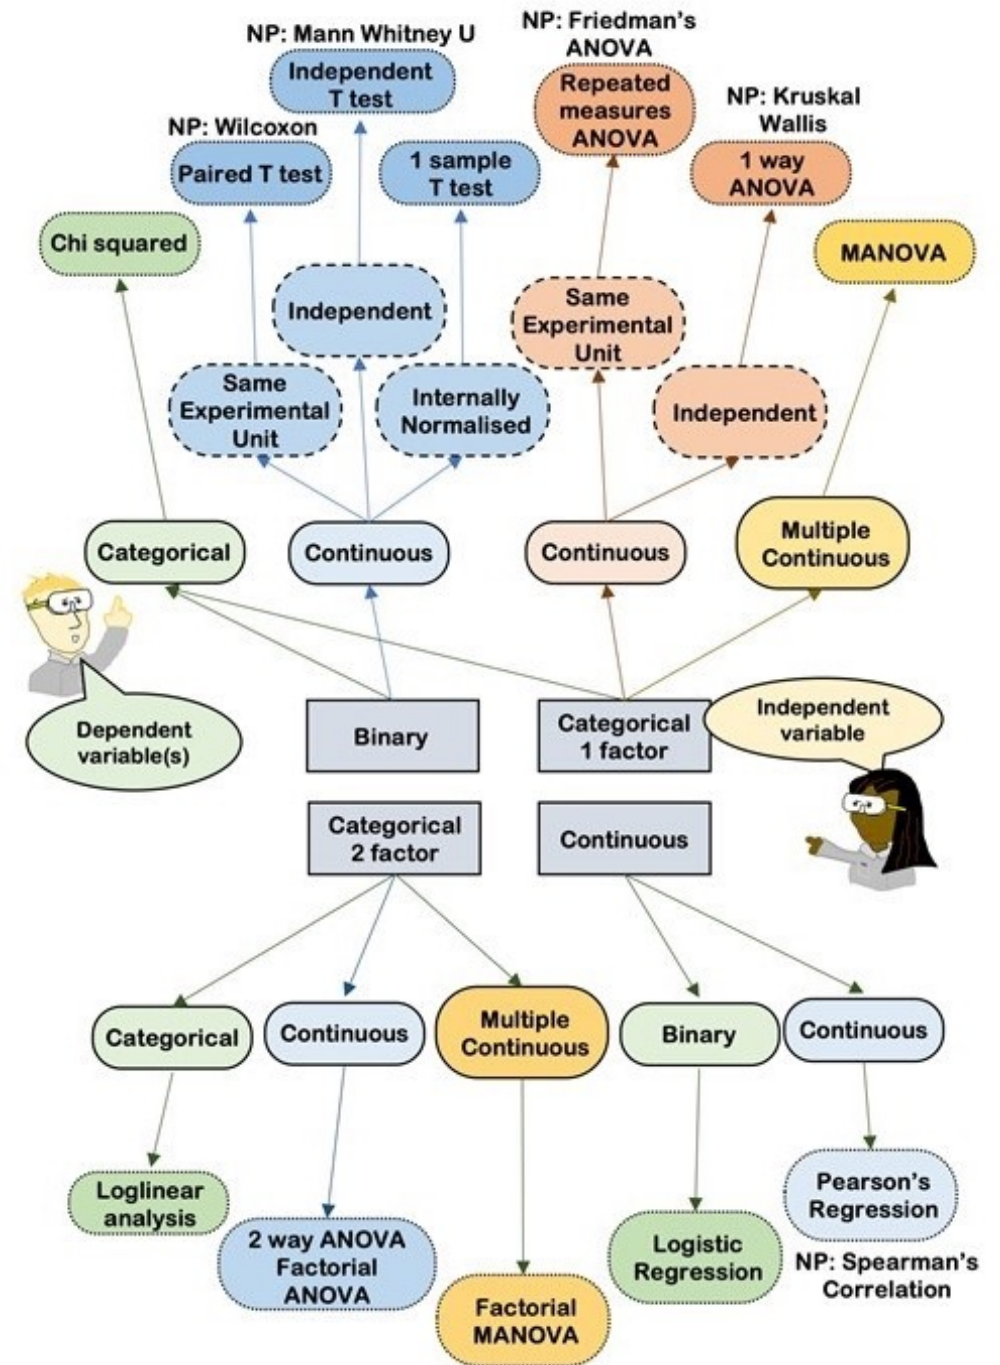 NP: Mann Whitney U
Independent
T test
NP: Friedman's
ANOVA
Repeated
measures
ANOVA
NP: Kruskal
Wallis
NP: Wilcoxon
Paired T test
1 sample
T test
1 way
ANOVA
Chi squared
MANOVA
Independent
Same
Experimental
Unit
Same
Experimental
Unit
Internally
Normalised
Independent
Categorical
Continuous
Continuous
Multiple
Continuous
Dependent
variable(s)
Binary
Categorical
1 factor
Independent
variable
Categorical
2 factor
Continuous
Categorical
Continuous
Multiple
Continuous
Binary
Continuous
Loglinear
analysis
2 way ANOVA
Factorial
ANOVA
Factorial
MANOVA
Logistic
Regression
Pearson's
Regression
NP: Spearman's
Correlation